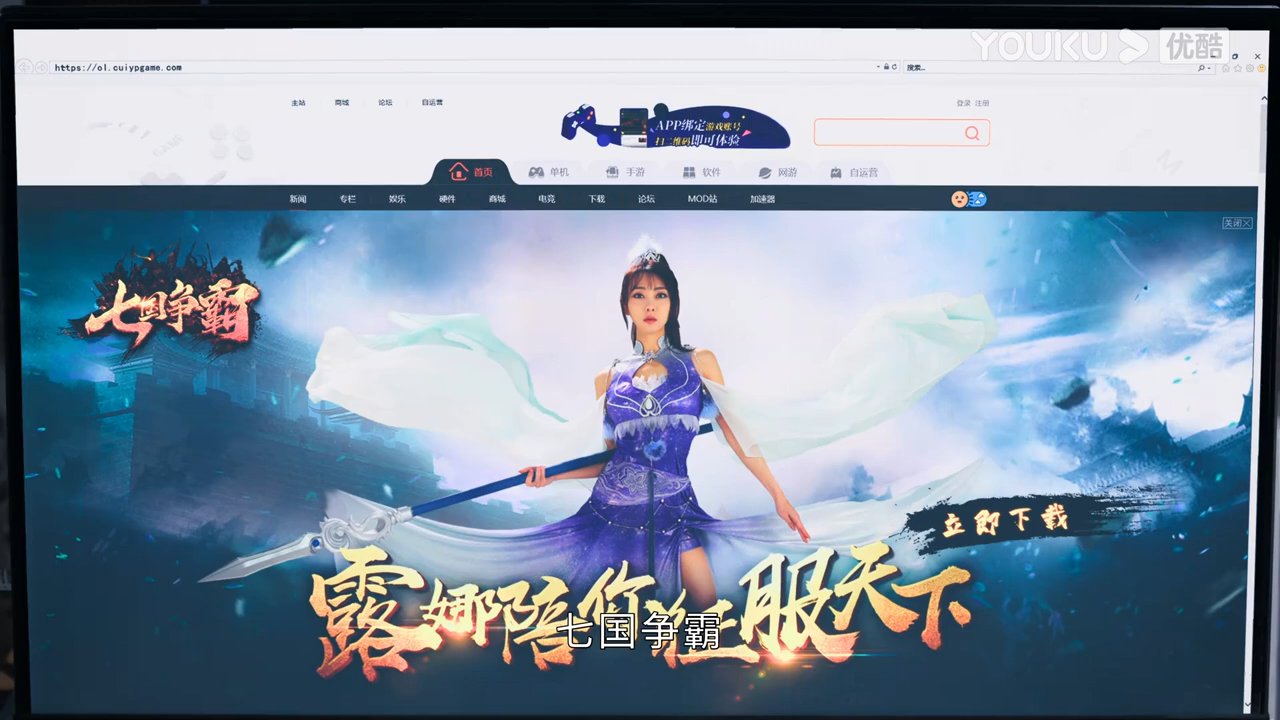 YOUKU 优酷
https://ol.cuiypgame.com
搜索...
主站 商城 论坛 自运营
APP绑定游戏账号
扫二维码即可体验
登录 注册
首页 单机 手游 软件 网游 自运营
新闻 专栏 娱乐 硬件 商城 电竞 下载 论坛 MOD站 加速器
关闭X
七国争霸
立即下载
露娜陪你征服天下
七国争霸